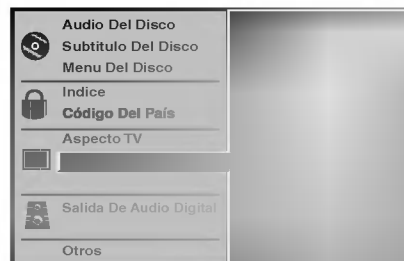 Audio Del Disco
Subtitulo Del Disco
Menu Del Disco
Indice
Código Del País
Aspecto TV
Salida De Audio Digital
Otros